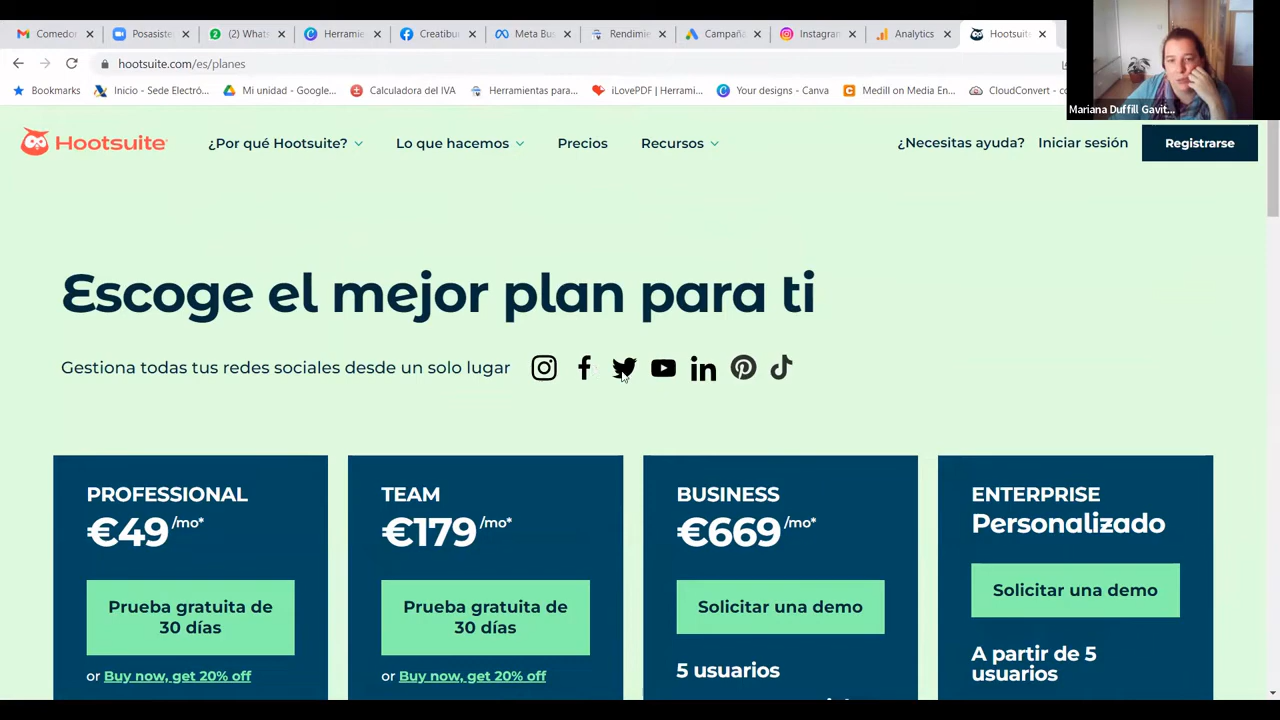 Comedor
Posasiste
(2) Whats
Herramie
Creatibur
Meta Bu
Rendimie
Campaña
Instagran
Analytics
Hootsuit
hootsuite.com/es/planes
Bookmarks
Inicio - Sede Electró...
Mi unidad - Google...
Calculadora del IVA
Herramientas para...
iLovePDF | Herrami...
Your designs - Canva
Medill on Media En...
CloudConvert - co
Mariana Duffill Gavit...
Hootsuite
¿Por qué Hootsuite?
Lo que hacemos
Precios
Recursos
¿Necesitas ayuda?
Iniciar sesión
Registrarse
Escoge el mejor plan para ti
Gestiona todas tus redes sociales desde un solo lugar
PROFESSIONAL
€49 /mo*
Prueba gratuita de
30 días
or Buy now, get 20% off
TEAM
€179 /mo*
Prueba gratuita de
30 días
or Buy now, get 20% off
BUSINESS
€669 /mo*
Solicitar una demo
5 usuarios
ENTERPRISE
Personalizado
Solicitar una demo
A partir de 5
usuarios